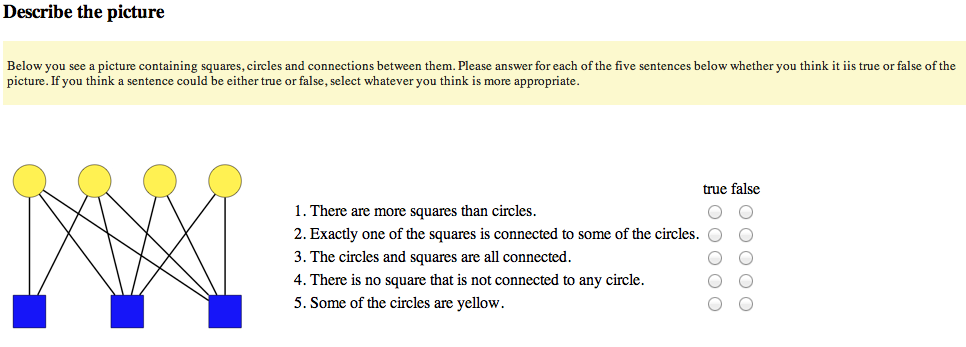 Describe the picture
Below you see a picture containing squares, circles and connections between them. Please answer for each of the five sentences below whether you think it iis true or false of the
picture. If you think a sentence could be either true or false, select whatever you think is more appropriate.
true false
1. There are more squares than circles.
2. Exactly one of the squares is connected to some of the circles.
3. The circles and squares are all connected.
4. There is no square that is not connected to any circle.
5. Some of the circles are yellow.